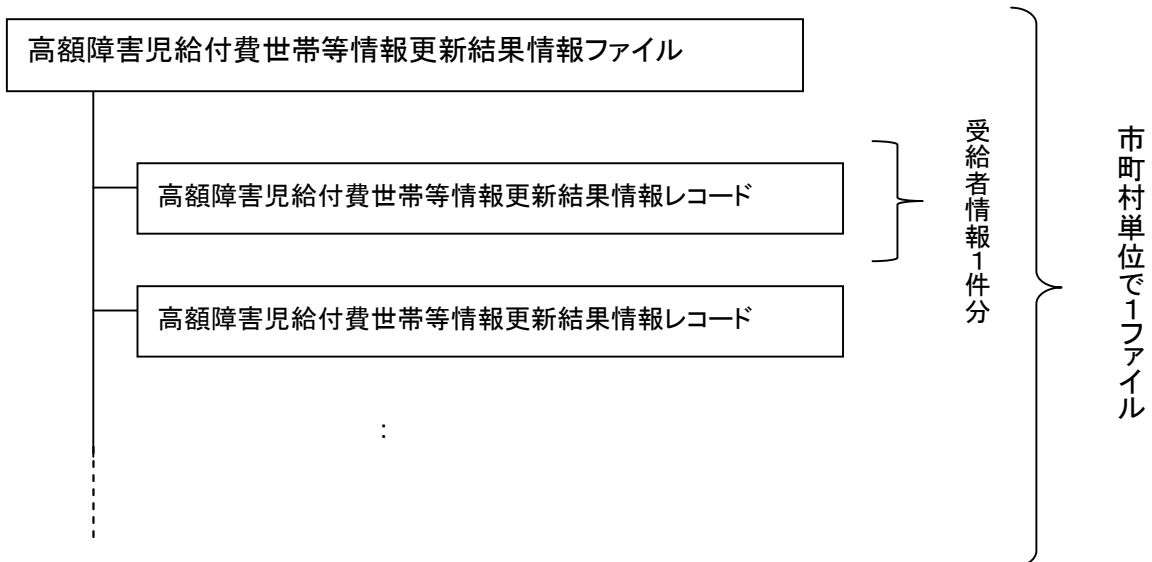 高額障害児給付費世帯等情報更新結果情報ファイル
高額障害児給付費世帯等情報更新結果情報レコード
受給者情報1件分
市町村単位で1ファイル
高額障害児給付費世帯等情報更新結果情報レコード
: